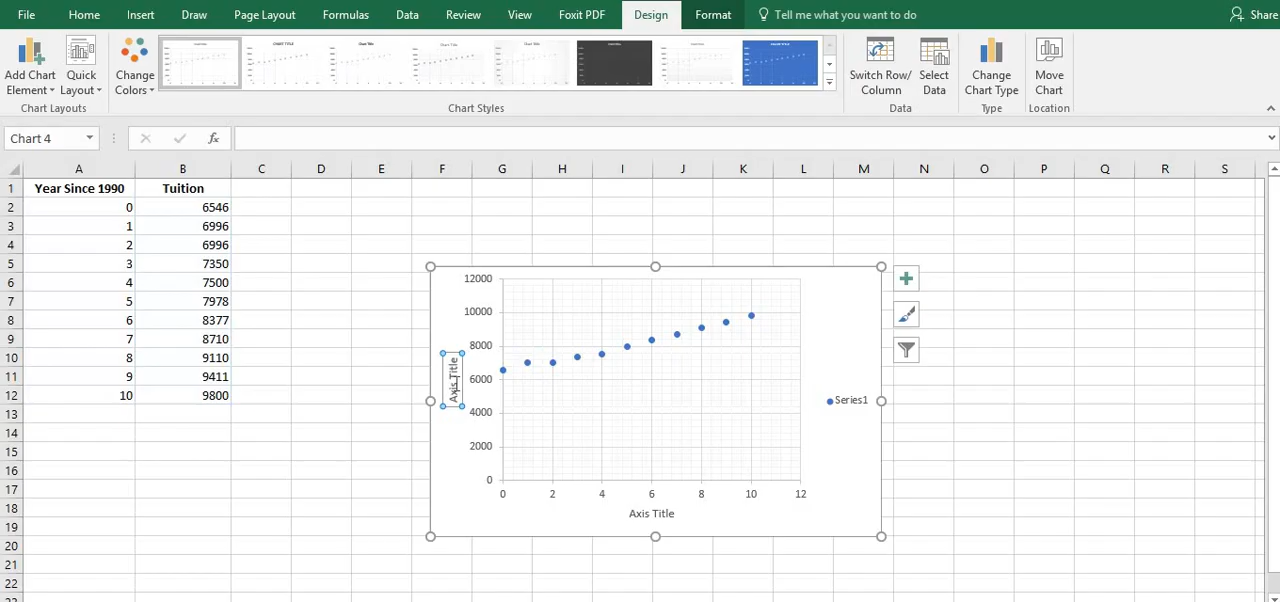 File Home Insert Draw Page Layout Formulas Data Review View Foxit PDF Design Format Tell me what you want to do Share
Add Chart Element Quick Layout Change Colors Switch Row/ Column Select Data Change Chart Type Move Chart
Chart Layouts Chart Styles Data Type Location
Chart 4 fx
A B C D E F G H I J K L M N O P Q R S
1 Year Since 1990 Tuition
2 0 6546
3 1 6996
4 2 6996
5 3 7350
6 4 7500
7 5 7978
8 6 8377
9 7 8710
10 8 9110
11 9 9411
12 10 9800
13
14
15
16
17
18
19
20
21
22
12000
10000
8000
6000
4000
2000
0
Axis Title
0 2 4 6 8 10 12
Axis Title
Series1